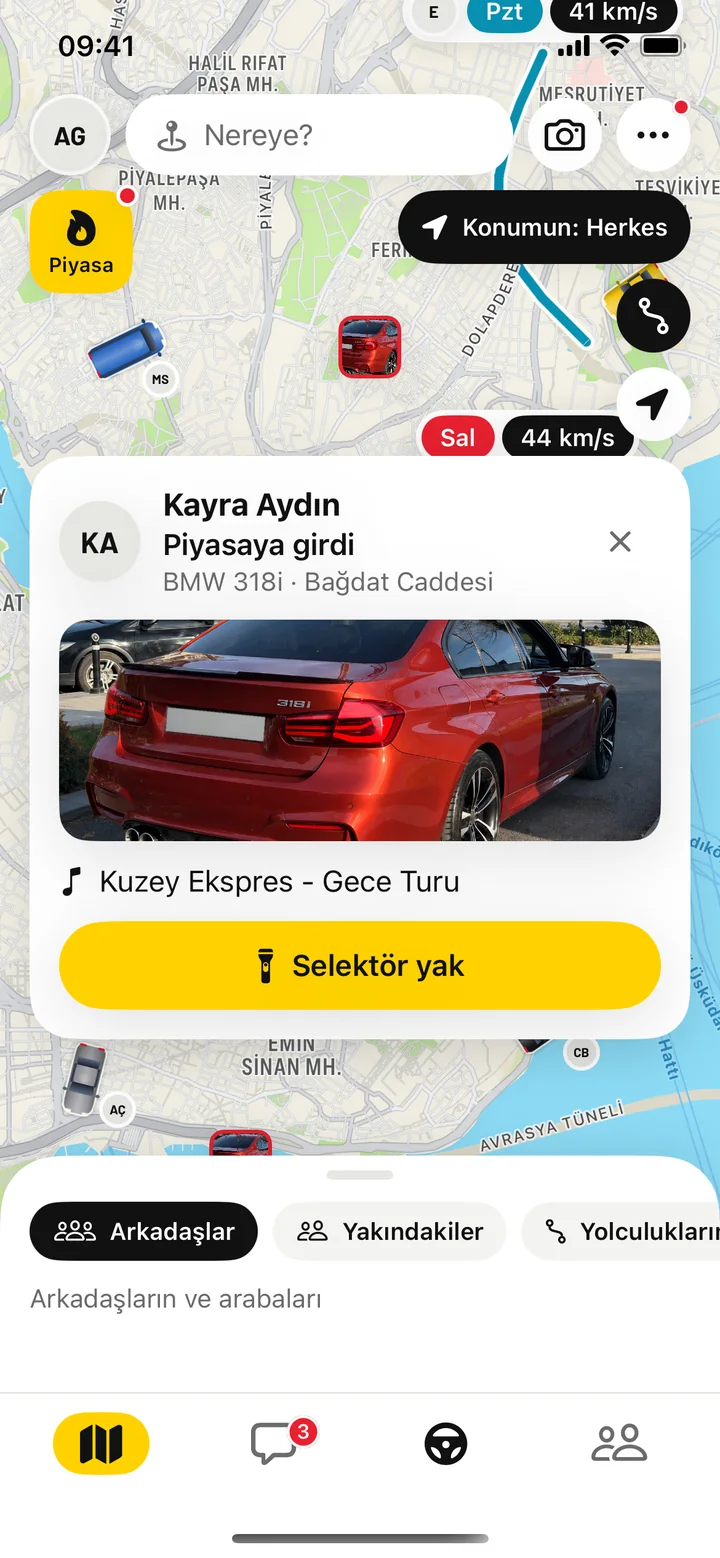 E
Pzt
41 km/s
09:41
HALİL RIFAT
PAŞA MH.
MESRUTİYET
AG
Nereye?
PİYALEPAŞA
MH.
TEŞVİKİYE
Piyasa
Konumun: Herkes
DOLAPDERE
MS
Sal
44 km/s
KA
Kayra Aydın
Piyasaya girdi
BMW 318i · Bağdat Caddesi
318i
Kuzey Ekspres - Gece Turu
Selektör yak
EMİN
SİNAN MH.
CB
Hattı
AÇ
AVRASYA TÜNELİ
Arkadaşlar
Yakındakiler
Yolculukların
Arkadaşların ve arabaları
3